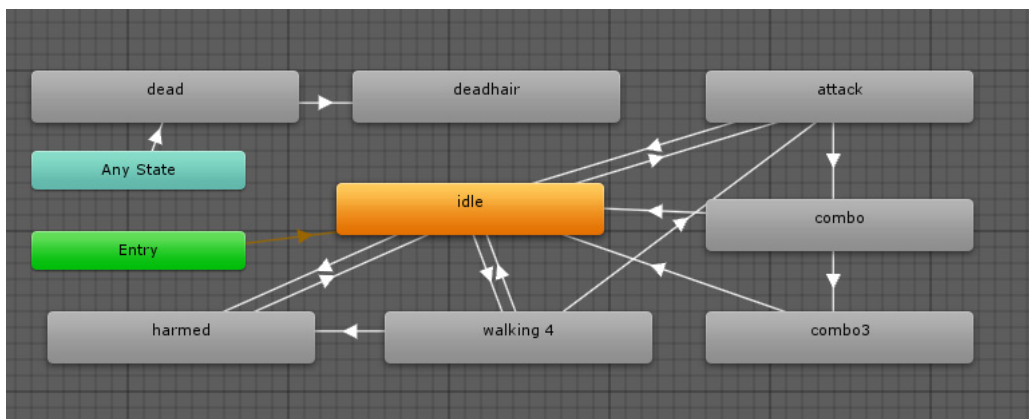 dead
deadhair
attack
Any State
idle
combo
Entry
harmed
walking 4
combo3